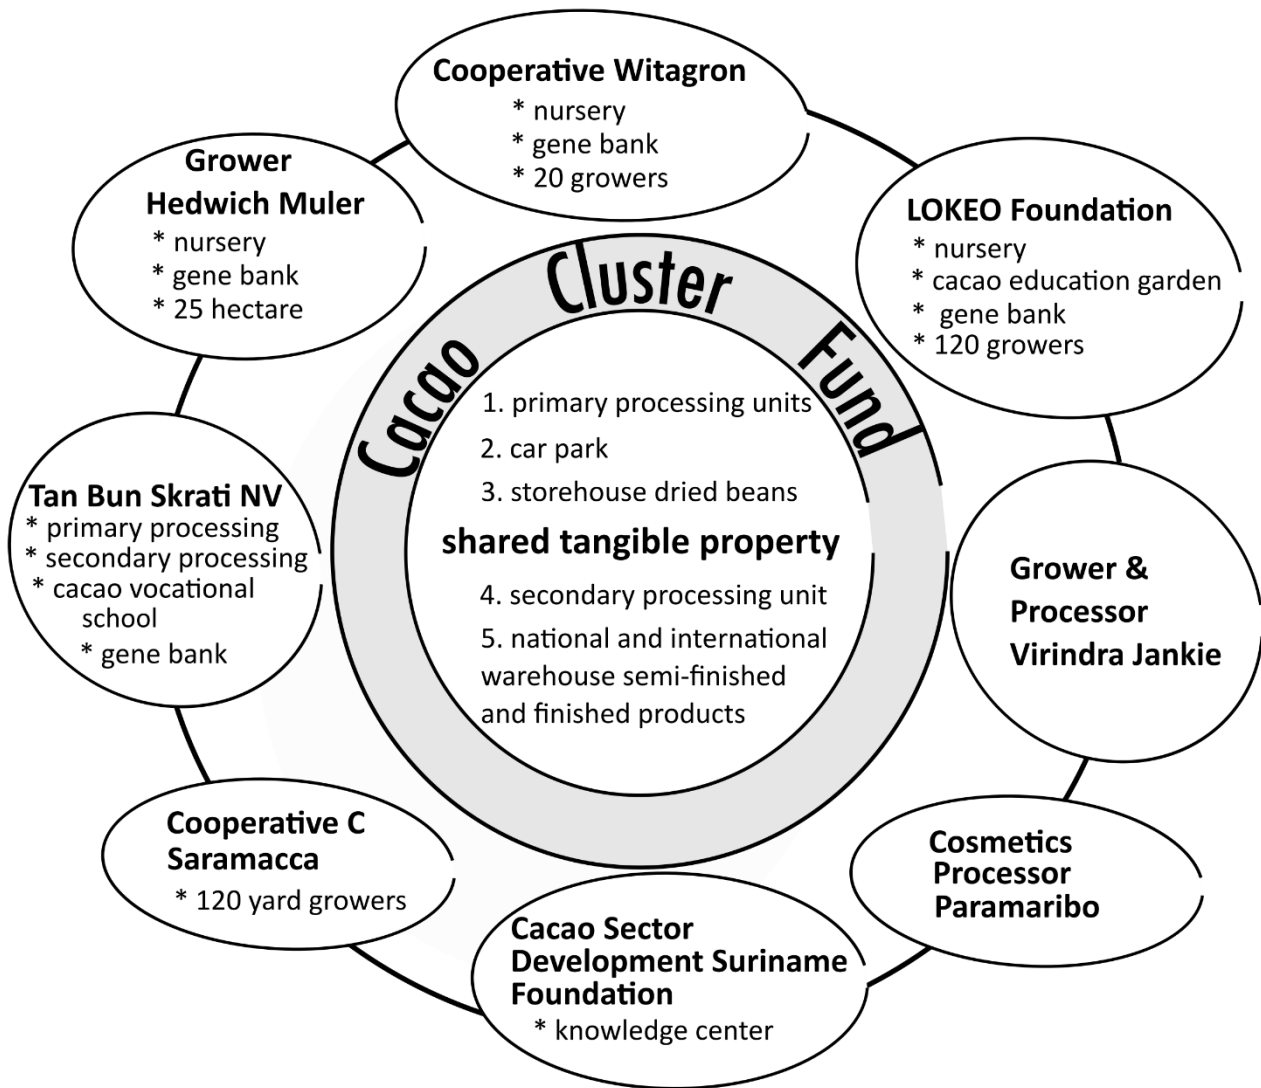 Cooperative Witagron
* nursery
* gene bank
* 20 growers
Grower
Hedwich Muler
* nursery
* gene bank
* 25 hectare
LOKEO Foundation
* nursery
* cacao education garden
* gene bank
* 120 growers
Cacao Cluster Fund
1. primary processing units
2. car park
3. storehouse dried beans
shared tangible property
4. secondary processing unit
5. national and international
warehouse semi-finished
and finished products
Tan Bun Skrati NV
* primary processing
* secondary processing
* cacao vocational
school
* gene bank
Grower &
Processor
Virindra Jankie
Cooperative C
Saramacca
* 120 yard growers
Cosmetics
Processor
Paramaribo
Cacao Sector
Development Suriname
Foundation
* knowledge center